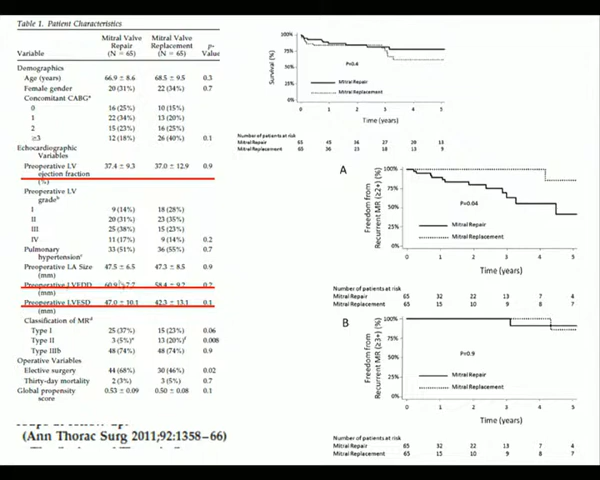 Table 1. Patient Characteristics
Variable Mitral Valve Repair (N = 65) Mitral Valve Replacement (N = 65) p-Value
Demographics
Age (years) 66.9 ± 8.6 68.5 ± 9.5 0.3
Female gender 20 (31%) 22 (34%) 0.7
Concomitant CABGa
0 16 (25%) 10 (15%)
1 22 (34%) 13 (20%)
2 15 (23%) 16 (25%)
≥3 12 (18%) 26 (40%) 0.1
Echocardiographic Variables
Preoperative LV ejection fraction (%) 37.4 ± 9.3 37.0 ± 12.9 0.9
Preoperative LV gradeb
I 9 (14%) 18 (28%)
II 20 (31%) 23 (35%)
III 25 (38%) 15 (23%)
IV 11 (17%) 9 (14%) 0.2
Pulmonary hypertensionc 33 (51%) 36 (55%) 0.7
Preoperative LA Size (mm) 47.5 ± 6.5 47.3 ± 8.5 0.9
Preoperative LVEDD (mm) 60.9 7.7 58.4 ± 9.2 0.2
Preoperative LVESD (mm) 47.0 ± 10.1 42.3 ± 13.1 0.1
Classification of MRd
Type I 25 (37%) 15 (23%) 0.06
Type II 3 (5%)e 13 (20%)f 0.008
Type IIIb 48 (74%) 48 (74%) 0.9
Operative Variables
Elective surgery 44 (68%) 30 (46%) 0.02
Thirty-day mortality 2 (3%) 3 (5%) 0.7
Global propensity score 0.53 ± 0.09 0.50 ± 0.08 0.1
(Ann Thorac Surg 2011;92:1358–66)
Survival (%)
100%
75%
50%
25%
0%
P=0.4
Mitral Repair
Mitral Replacement
0 1 2 3 4 5
Time (years)
Number of patients at risk
Mitral Repair 65 45 36 27 20 15
Mitral Replacement 65 36 23 18 13 9
A
Freedom from Recurrent MR (≥2+) (%)
100%
75%
50%
25%
0%
P=0.04
Mitral Repair
Mitral Replacement
0 1 2 3 4 5
Time (years)
Number of patients at risk
Mitral Repair 65 32 22 13 7 4
Mitral Replacement 65 15 10 9 8 7
B
Freedom from Recurrent MR (≥3+) (%)
100%
75%
50%
25%
0%
P=0.9
Mitral Repair
Mitral Replacement
0 1 2 3 4 5
Time (years)
Number of patients at risk
Mitral Repair 65 32 22 13 7 4
Mitral Replacement 65 15 10 9 8 7